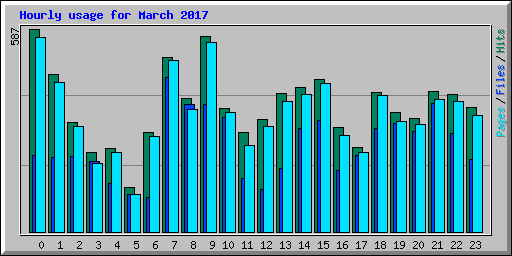 Hourly usage for March 2017
587
Pages/Files/Hits
0 1 2 3 4 5 6 7 8 9 10 11 12 13 14 15 16 17 18 19 20 21 22 23